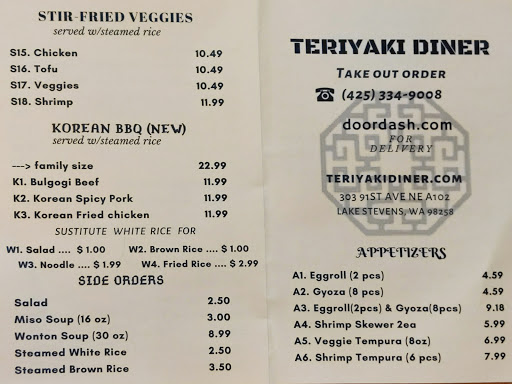 STIR-FRIED VEGGIES
served w/steamed rice
S15. Chicken 10.49
S16. Tofu 10.49
S17. Veggies 10.49
S18. Shrimp 11.99
KOREAN BBQ (NEW)
served w/steamed rice
---> family size 22.99
K1. Bulgogi Beef 11.99
K2. Korean Spicy Pork 11.99
K3. Korean Fried chicken 11.99
SUSTITUTE WHITE RICE FOR
W1. Salad .... $ 1.00 W2. Brown Rice .... $ 1.00
W3. Noodle .... $ 1.99 W4. Fried Rice .... $ 2.99
SIDE ORDERS
Salad 2.50
Miso Soup (16 oz) 3.00
Wonton Soup (30 oz) 8.99
Steamed White Rice 2.50
Steamed Brown Rice 3.50
TERIYAKI DINER
TAKE OUT ORDER
☎ (425) 334-9008
doordash.com
FOR
DELIVERY
TERIYAKIDINER.COM
303 91ST AVE NE A102
LAKE STEVENS, WA 98258
APPETIZERS
A1. Eggroll (2 pcs) 4.59
A2. Gyoza (8 pcs) 4.59
A3. Eggroll(2pcs) & Gyoza(8pcs) 9.18
A4. Shrimp Skewer 2ea 5.99
A5. Veggie Tempura (8oz) 6.99
A6. Shrimp Tempura (6 pcs) 7.99